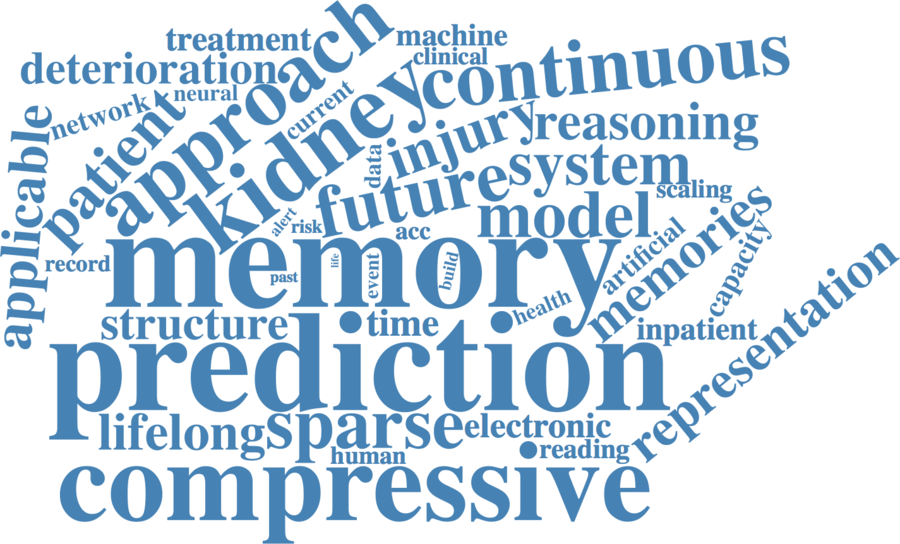 treatment
machine
clinical
deterioration
approach
continuous
neural
network
current
kidney
patient
injury
reasoning
applicable
data
system
future
scaling
alert
risk
acc
model
memories
record
memory
past
life
event
build
artificial
capacity
health
structure
time
inpatient
prediction
representation
lifelong
sparse
electronic
human
reading
compressive